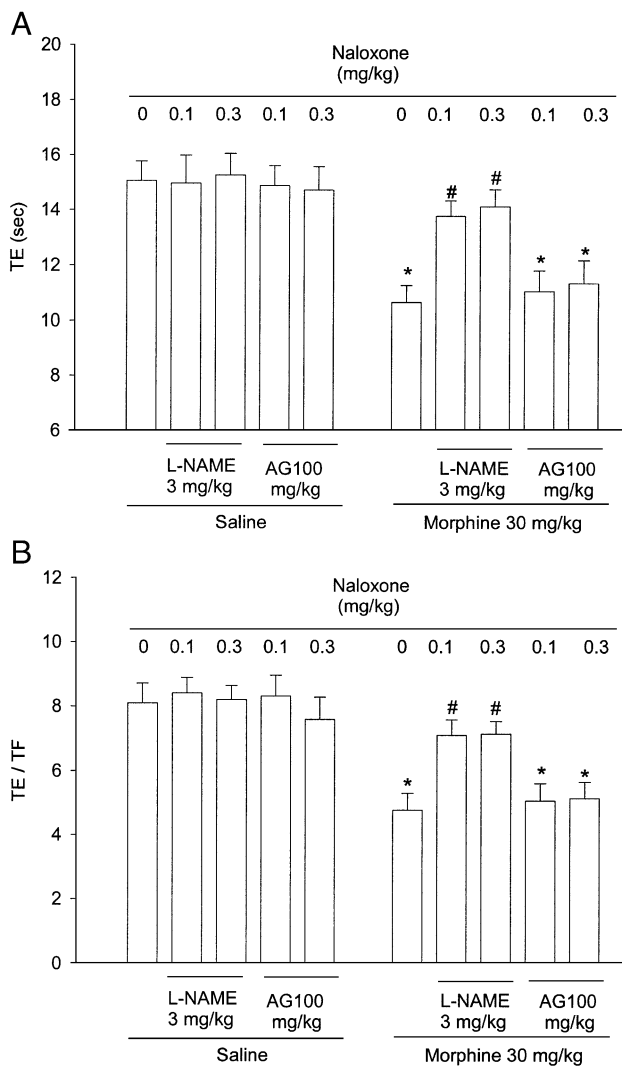 A
20
18
16
14
12
10
8
6
TE (sec)
Naloxone
(mg/kg)
0 0.1 0.3 0.1 0.3 0 0.1 0.3 0.1 0.3
* # # * *
L-NAME AG100 L-NAME AG100
3 mg/kg mg/kg 3 mg/kg mg/kg
Saline Morphine 30 mg/kg
B
12
10
8
6
4
2
0
TE / TF
Naloxone
(mg/kg)
0 0.1 0.3 0.1 0.3 0 0.1 0.3 0.1 0.3
* # # * *
L-NAME AG100 L-NAME AG100
3 mg/kg mg/kg 3 mg/kg mg/kg
Saline Morphine 30 mg/kg